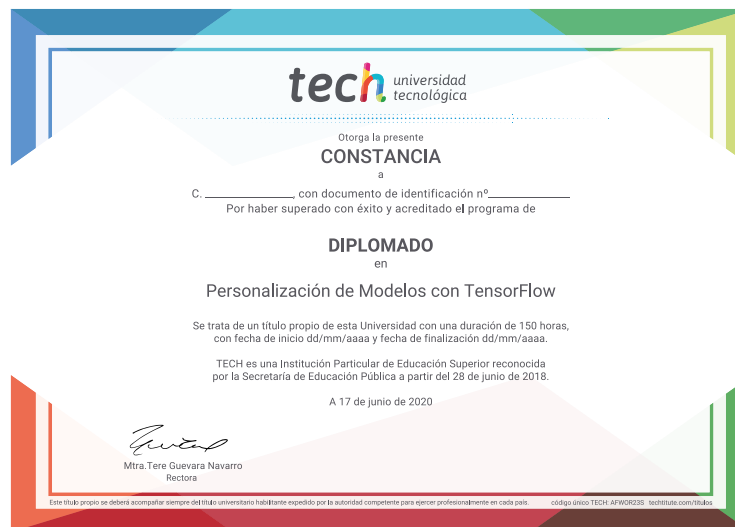 tech universidad
tecnológica
Otorga la presente
CONSTANCIA
a
C. ______________, con documento de identificación nº______________
Por haber superado con éxito y acreditado el programa de
DIPLOMADO
en
Personalización de Modelos con TensorFlow
Se trata de un título propio de esta Universidad con una duración de 150 horas,
con fecha de inicio dd/mm/aaaa y fecha de finalización dd/mm/aaaa.
TECH es una Institución Particular de Educación Superior reconocida
por la Secretaría de Educación Pública a partir del 28 de junio de 2018.
A 17 de junio de 2020
Mtra.Tere Guevara Navarro
Rectora
Este título propio se deberá acompañar siempre del título universitario habilitante expedido por la autoridad competente para ejercer profesionalmente en cada país. código único TECH: AFWOR23S techtitute.com/titulos